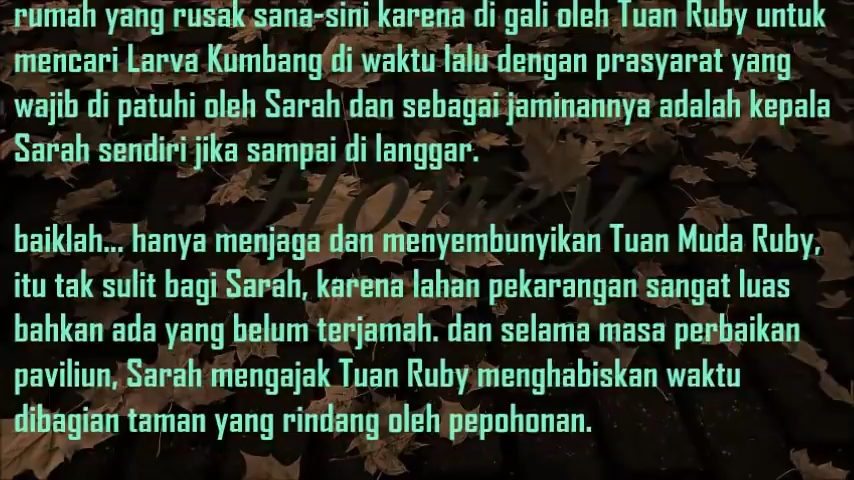 rumah yang rusak sana-sini karena di gali oleh Tuan Ruby untuk
mencari Larva Kumbang di waktu lalu dengan prasyarat yang
wajib di patuhi oleh Sarah dan sebagai jaminannya adalah kepala
Sarah sendiri jika sampai di langgar.
Honey
baiklah... hanya menjaga dan menyembunyikan Tuan Muda Ruby,
itu tak sulit bagi Sarah, karena lahan pekarangan sangat luas
bahkan ada yang belum terjamah. dan selama masa perbaikan
paviliun, Sarah mengajak Tuan Ruby menghabiskan waktu
dibagian taman yang rindang oleh pepohonan.